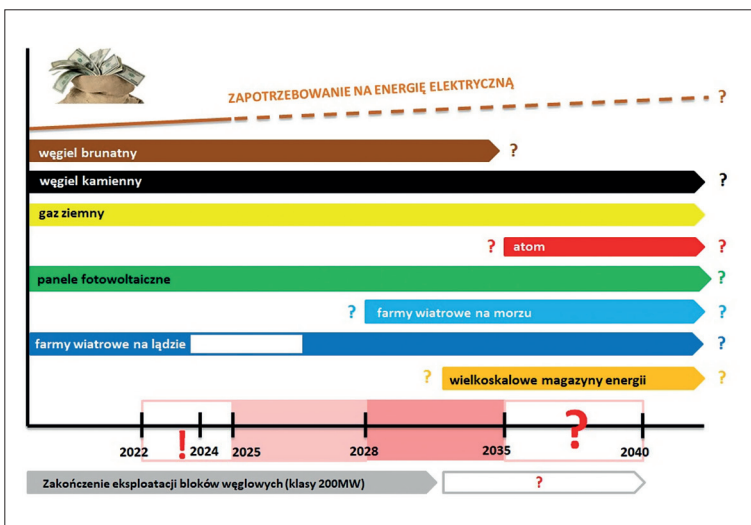 ZAPOTRZEBOWANIE NA ENERGIĘ ELEKTRYCZNĄ ?
węgiel brunatny ?
węgiel kamienny ?
gaz ziemny
? atom ?
panele fotowoltaiczne ?
? farmy wiatrowe na morzu ?
farmy wiatrowe na lądzie ?
? wielkoskalowe magazyny energii ?
! ?
2022 2024 2025 2028 2035 2040
Zakończenie eksploatacji bloków węglowych (klasy 200MW) ?